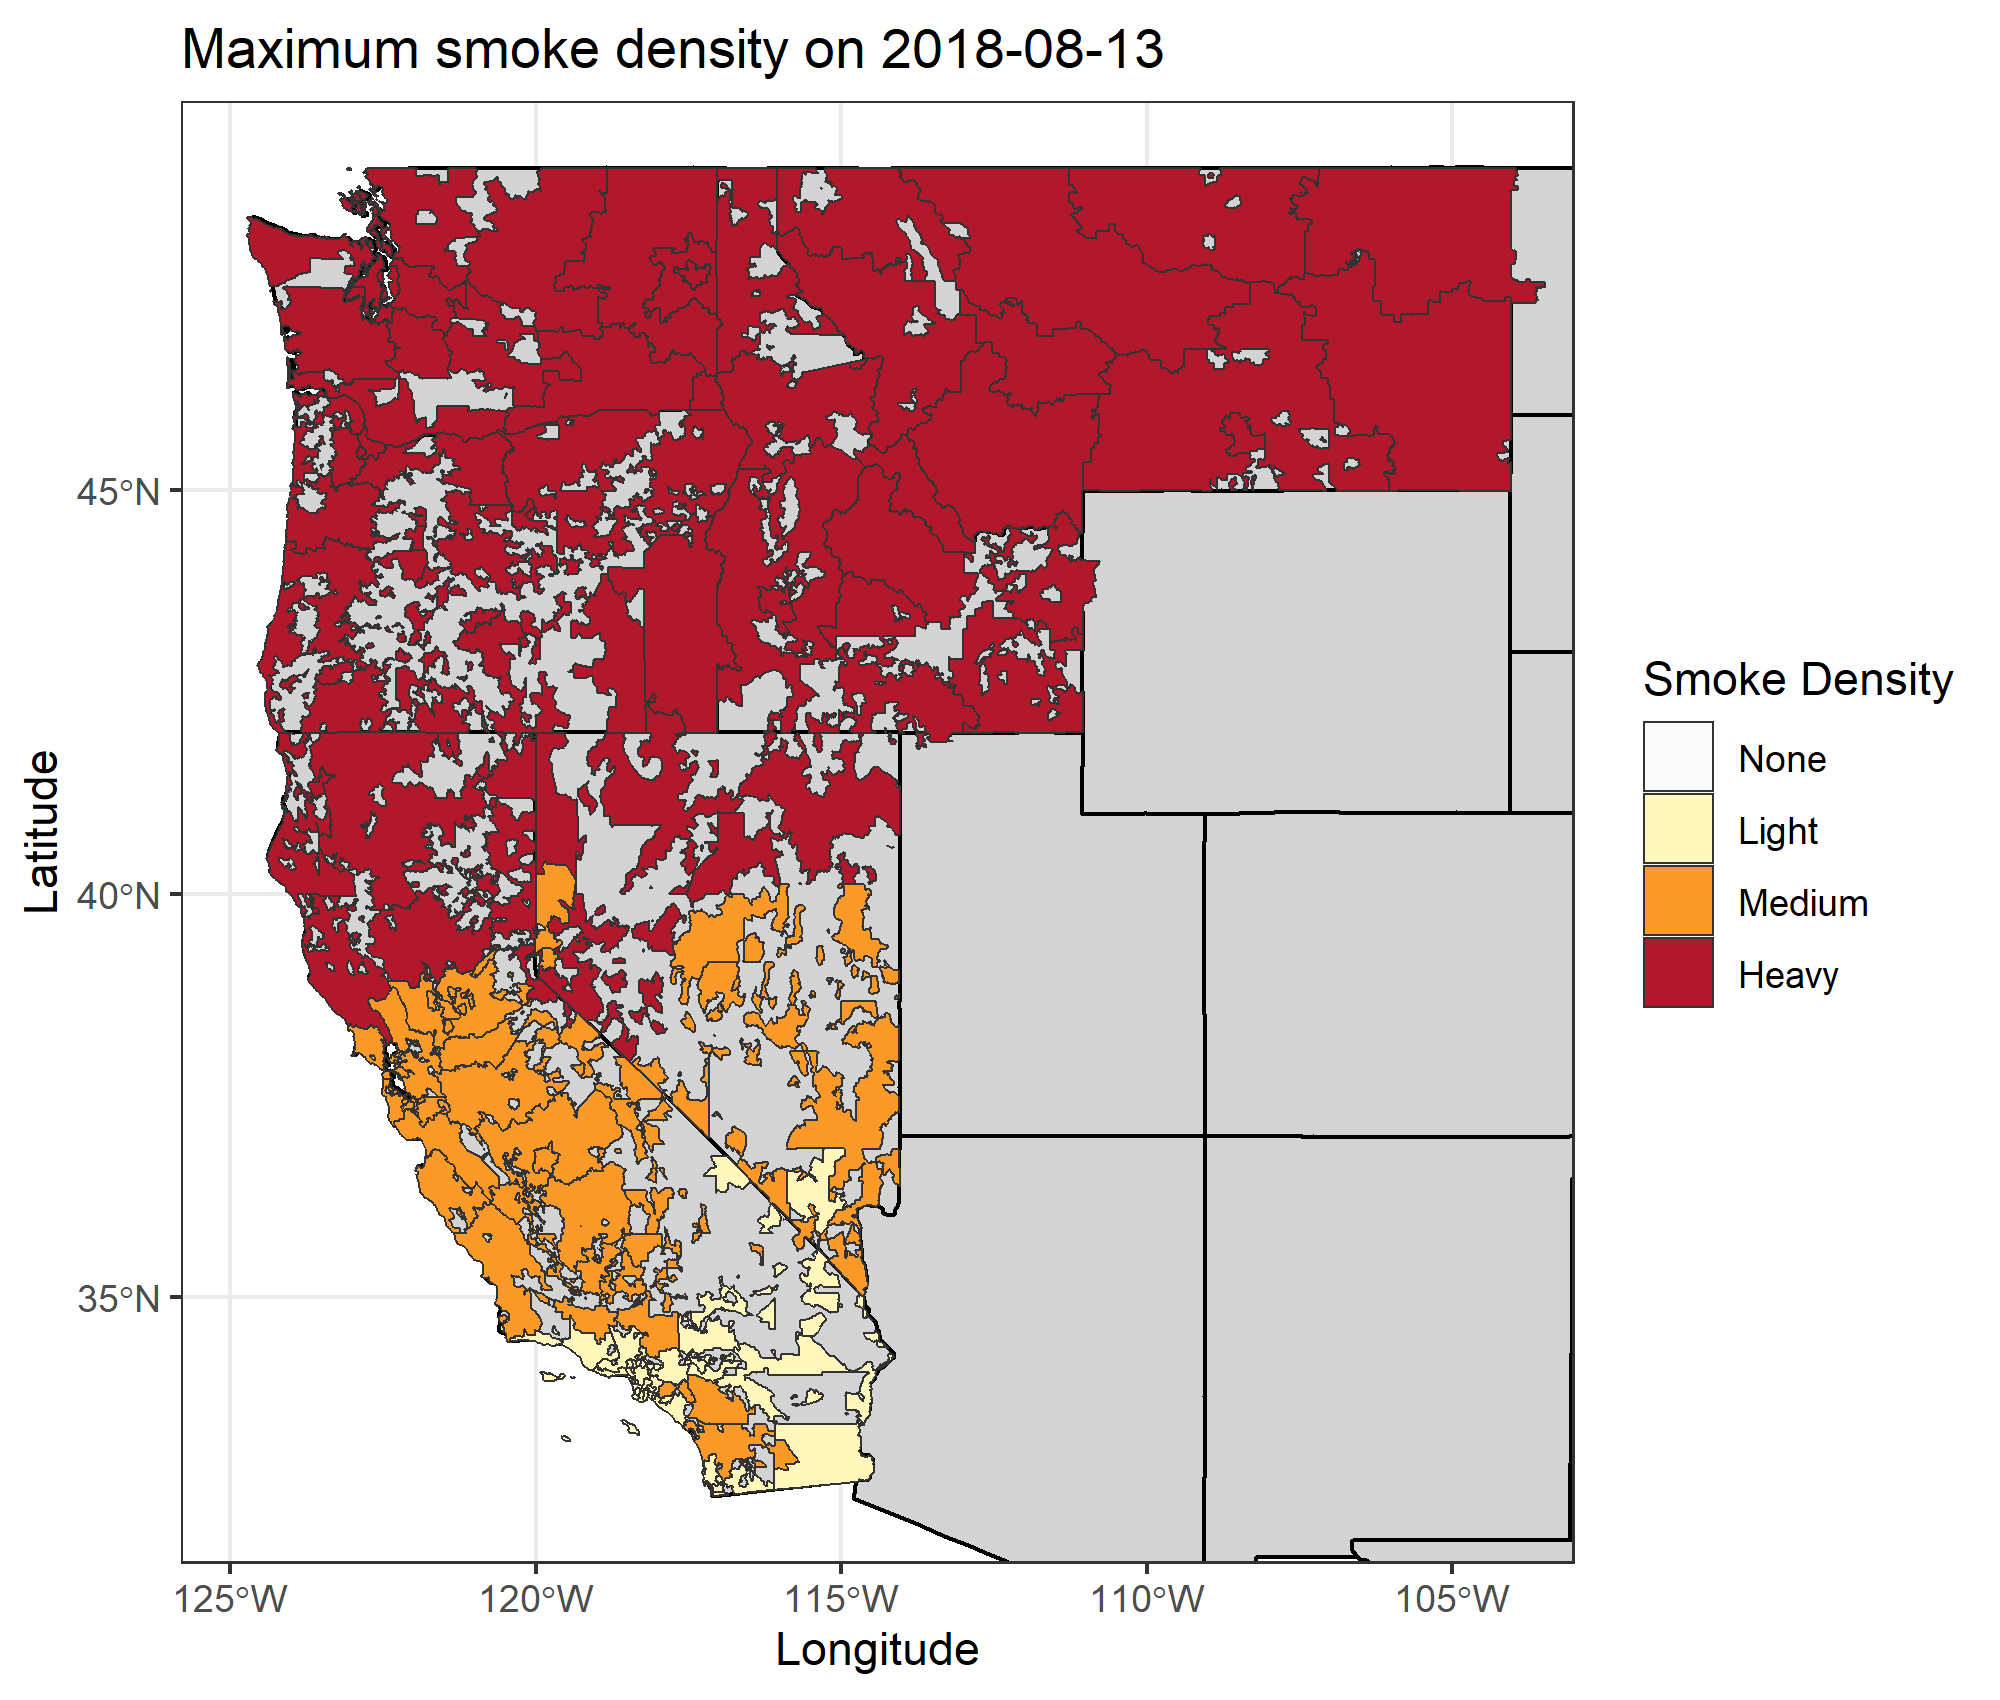 Maximum smoke density on 2018-08-13
45°N
40°N
35°N
Latitude
125°W
120°W
115°W
110°W
105°W
Longitude
Smoke Density
None
Light
Medium
Heavy